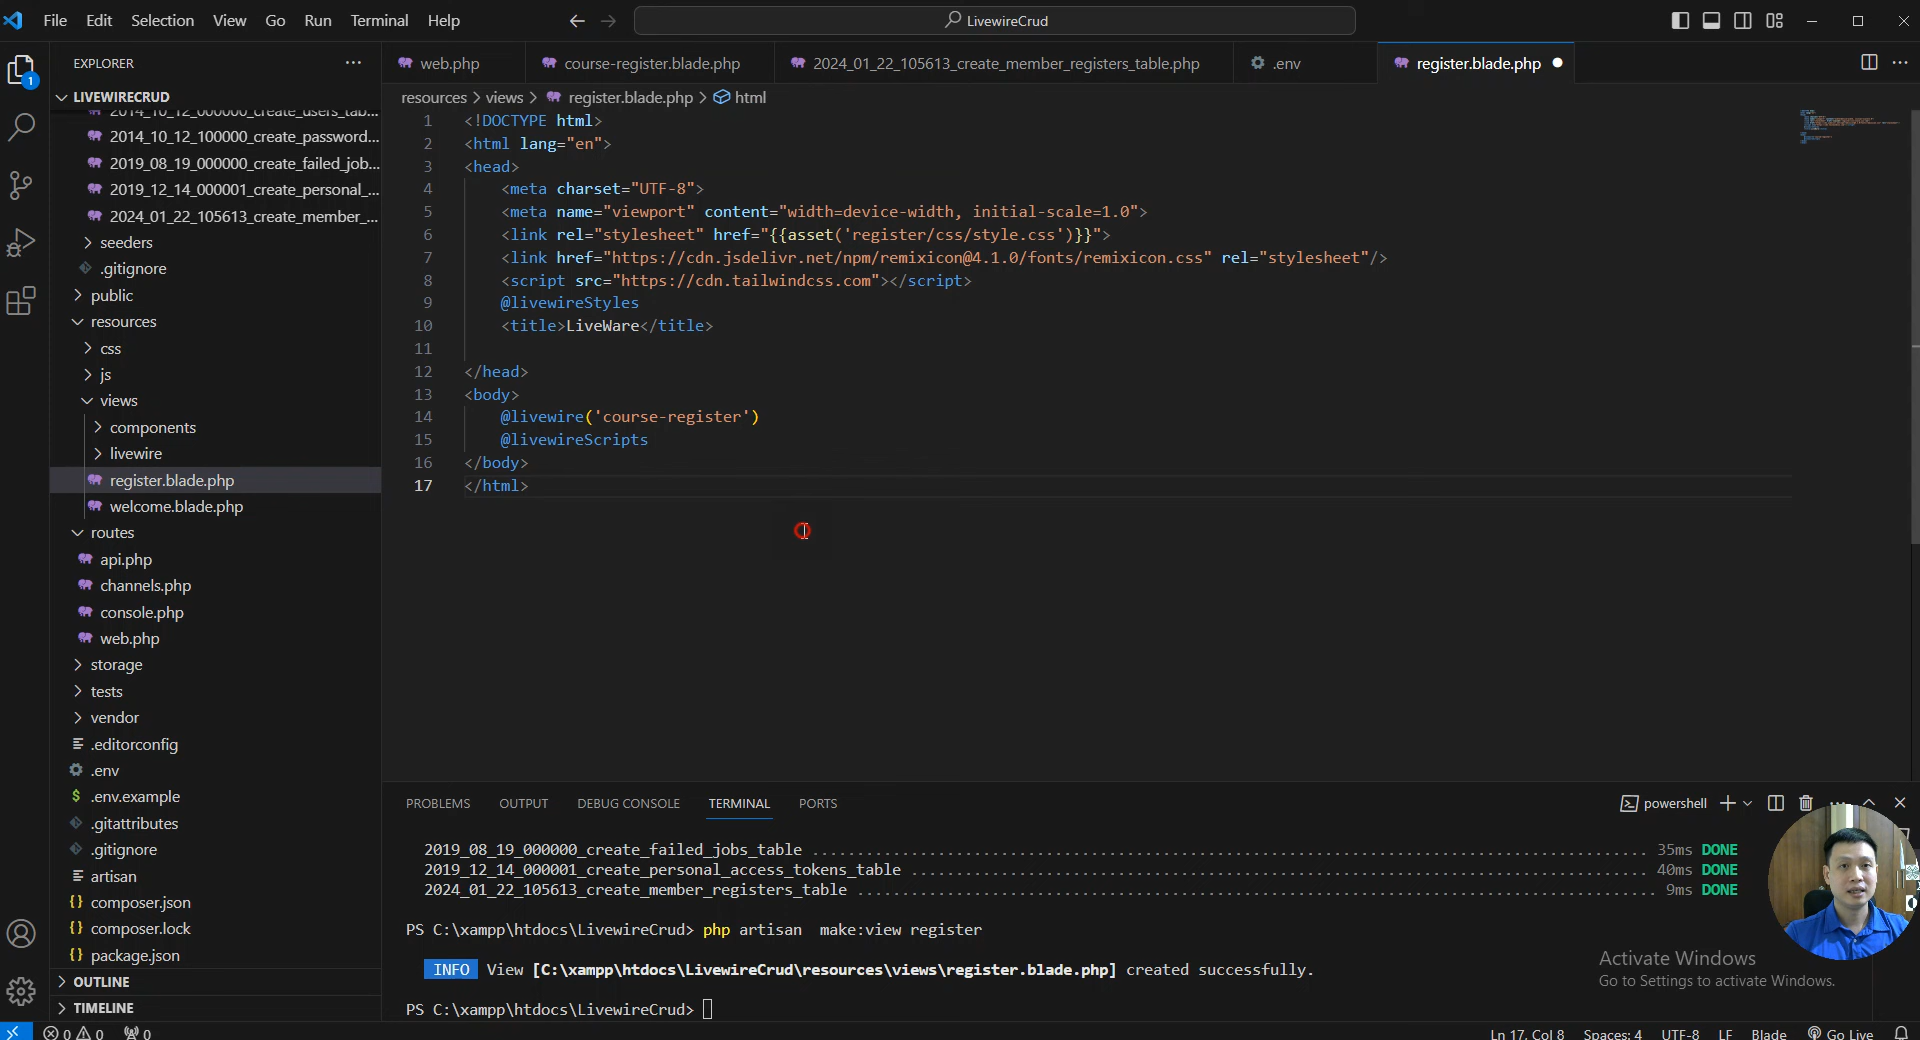 File Edit Selection View Go Run Terminal Help
LivewireCrud
EXPLORER
1
LIVEWIRECRUD
2014_10_12_000000_create_users_tab...
2014_10_12_100000_create_password...
2019_08_19_000000_create_failed_job...
2019_12_14_000001_create_personal_...
2024_01_22_105613_create_member_...
seeders
.gitignore
public
resources
css
js
views
components
livewire
register.blade.php
welcome.blade.php
routes
api.php
channels.php
console.php
web.php
storage
tests
vendor
.editorconfig
.env
.env.example
.gitattributes
.gitignore
artisan
composer.json
composer.lock
package.json
OUTLINE
TIMELINE
web.php course-register.blade.php 2024_01_22_105613_create_member_registers_table.php .env register.blade.php
resources > views > register.blade.php > html
1 <!DOCTYPE html>
2 <html lang="en">
3 <head>
4 <meta charset="UTF-8">
5 <meta name="viewport" content="width=device-width, initial-scale=1.0">
6 <link rel="stylesheet" href="{{asset('register/css/style.css')}}">
7 <link href="https://cdn.jsdelivr.net/npm/remixicon@4.1.0/fonts/remixicon.css" rel="stylesheet"/>
8 <script src="https://cdn.tailwindcss.com"></script>
9 @livewireStyles
10 <title>LiveWare</title>
11
12 </head>
13 <body>
14 @livewire('course-register')
15 @livewireScripts
16 </body>
17 </html>
PROBLEMS OUTPUT DEBUG CONSOLE TERMINAL PORTS
powershell
2019_08_19_000000_create_failed_jobs_table ........ 35ms DONE
2019_12_14_000001_create_personal_access_tokens_table ........ 40ms DONE
2024_01_22_105613_create_member_registers_table ........ 9ms DONE
PS C:\xampp\htdocs\LivewireCrud> php artisan  make:view register
INFO View [C:\xampp\htdocs\LivewireCrud\resources\views\register.blade.php] created successfully.
PS C:\xampp\htdocs\LivewireCrud>
Activate Windows
Go to Settings to activate Windows.
0 0 0
Ln 17, Col 8 Spaces: 4 UTF-8 LF Blade Go Live